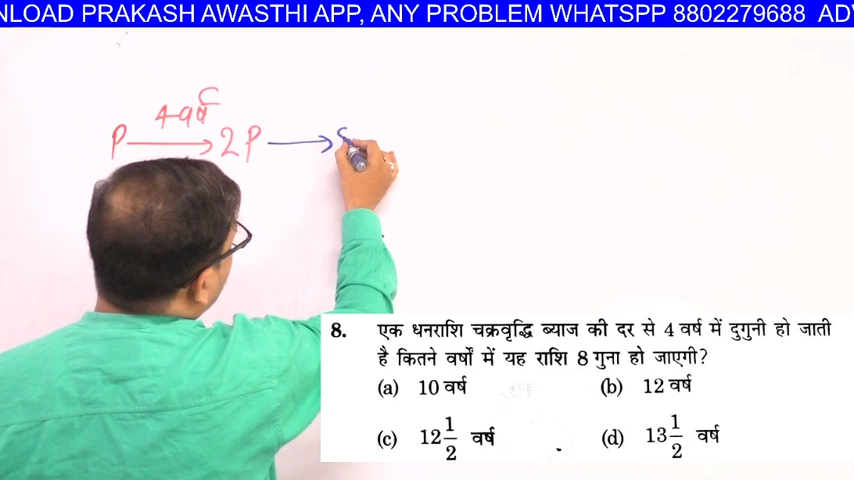 NLOAD PRAKASH AWASTHI APP, ANY PROBLEM WHATSPP 8802279688 ADV
4 वर्ष
P → 2P →
8. एक धनराशि चक्रवृद्धि ब्याज की दर से 4 वर्ष में दुगुनी हो जाती
है कितने वर्षों में यह राशि 8 गुना हो जाएगी?
(a) 10 वर्ष (b) 12 वर्ष
(c) 12 1/2 वर्ष (d) 13 1/2 वर्ष